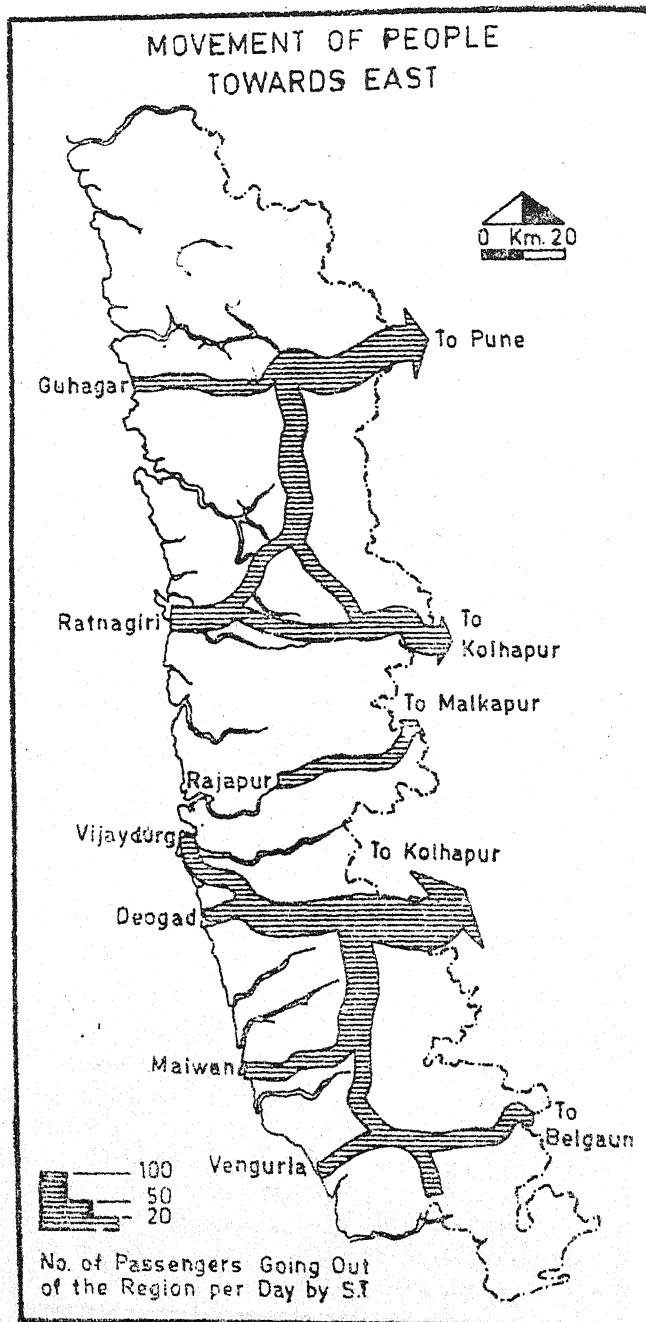 MOVEMENT OF PEOPLE
TOWARDS EAST
0 Km. 20
To Pune
Guhagar
Ratnagiri
To
Kolhapur
To Malkapur
Rajapur
Vijaydurg
To Kolhapur
Deogad
Malwan
To
Belgaun
Vengurla
100
50
20
No. of Passengers Going Out
of the Region per Day by S.T